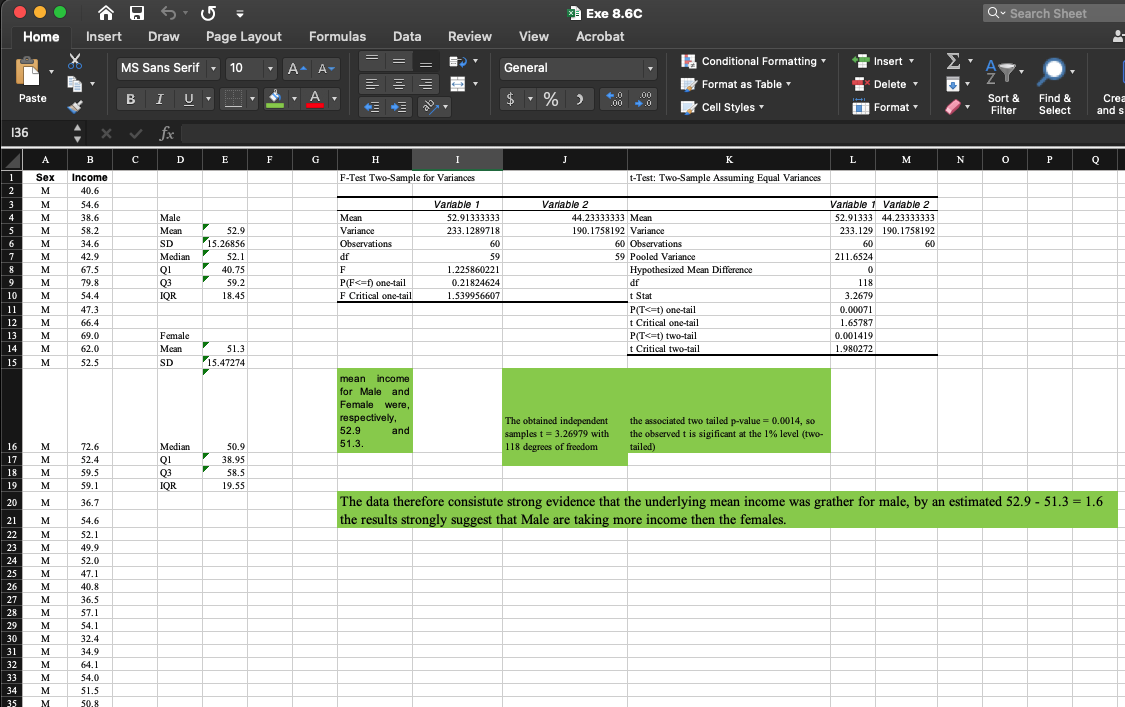 Exe 8.6C
Search Sheet
Home Insert Draw Page Layout Formulas Data Review View Acrobat
Paste
MS Sans Serif 10 A A
B I U A
General
$ % )
Conditional Formatting
Format as Table
Cell Styles
Insert
Delete
Format
Sort & Filter
Find & Select
Crea
and s
I36 fx
A B C D E F G H I J K L M N O P Q
1 Sex Income F-Test Two-Sample for Variances t-Test: Two-Sample Assuming Equal Variances
2 M 40.6
3 M 54.6 Variable 1 Variable 2 Variable 1 Variable 2
4 M 38.6 Male Mean 52.91333333 44.23333333 Mean 52.91333 44.23333333
5 M 58.2 Mean 52.9 Variance 233.1289718 190.1758192 Variance 233.129 190.1758192
6 M 34.6 SD 15.26856 Observations 60 60 Observations 60 60
7 M 42.9 Median 52.1 df 59 59 Pooled Variance 211.6524
8 M 67.5 Q1 40.75 F 1.225860221 Hypothesized Mean Difference 0
9 M 79.8 Q3 59.2 P(F<=f) one-tail 0.21824624 df 118
10 M 54.4 IQR 18.45 F Critical one-tail 1.539956607 t Stat 3.2679
11 M 47.3 P(T<=t) one-tail 0.00071
12 M 66.4 t Critical one-tail 1.65787
13 M 69.0 Female P(T<=t) two-tail 0.001419
14 M 62.0 Mean 51.3 t Critical two-tail 1.980272
15 M 52.5 SD 15.47274
mean income
for Male and
Female were,
respectively,
52.9 and
51.3.
The obtained independent
samples t = 3.26979 with
118 degrees of freedom
the associated two tailed p-value = 0.0014, so
the observed t is sigificant at the 1% level (two-
tailed)
16 M 72.6 Median 50.9
17 M 52.4 Q1 38.95
18 M 59.5 Q3 58.5
19 M 59.1 IQR 19.55
20 M 36.7 The data therefore consistute strong evidence that the underlying mean income was grather for male, by an estimated 52.9 - 51.3 = 1.6
21 M 54.6 the results strongly suggest that Male are taking more income then the females.
22 M 52.1
23 M 49.9
24 M 52.0
25 M 47.1
26 M 40.8
27 M 36.5
28 M 57.1
29 M 54.1
30 M 32.4
31 M 34.9
32 M 64.1
33 M 54.0
34 M 51.5
35 M 50.8